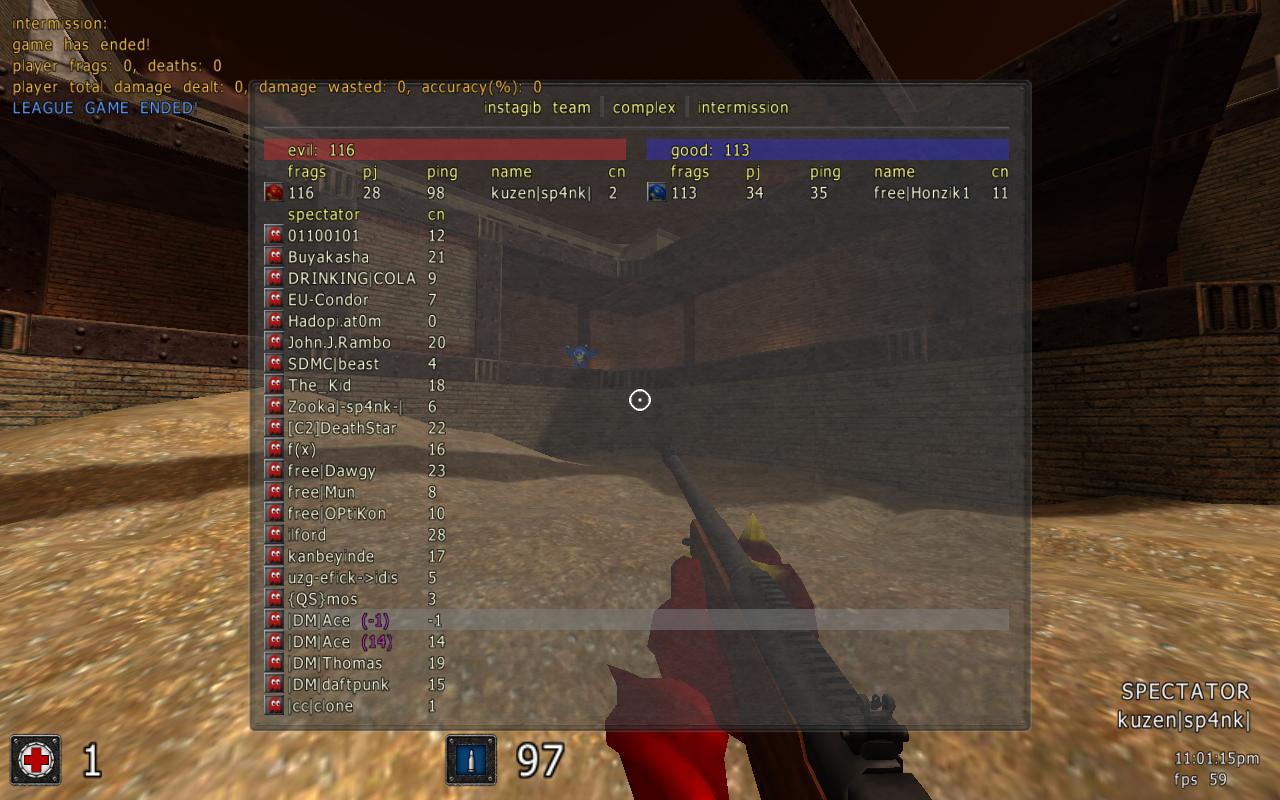 intermission:
game has ended!
player frags: 0, deaths: 0
player total damage dealt: 0, damage wasted: 0, accuracy(%): 0
LEAGUE GAME ENDED!
instagib team complex intermission
evil: 116 good: 113
frags pj ping name cn frags pj ping name cn
116 28 98 kuzen|sp4nk| 2 113 34 35 free|Honzik1 11
spectator cn
01100101 12
Buyakasha 21
DRINKING|COLA 9
EU-Condor 7
Hadopi.at0m 0
John.J.Rambo 20
SDMC|beast 4
The_Kid 18
Zooka|-sp4nk-| 6
[C2]DeathStar 22
f(x) 16
free|Dawgy 23
free|Mun 8
free|OPtiKon 10
ilford 28
kanbeyinde 17
uzg-efick->idis 5
{QS}mos 3
|DM|Ace (-1) -1
|DM|Ace (14) 14
|DM|Thomas 19
|DM|daftpunk 15
|cc|clone 1
SPECTATOR
kuzen|sp4nk|
1 97
11:01:15pm
fps 59